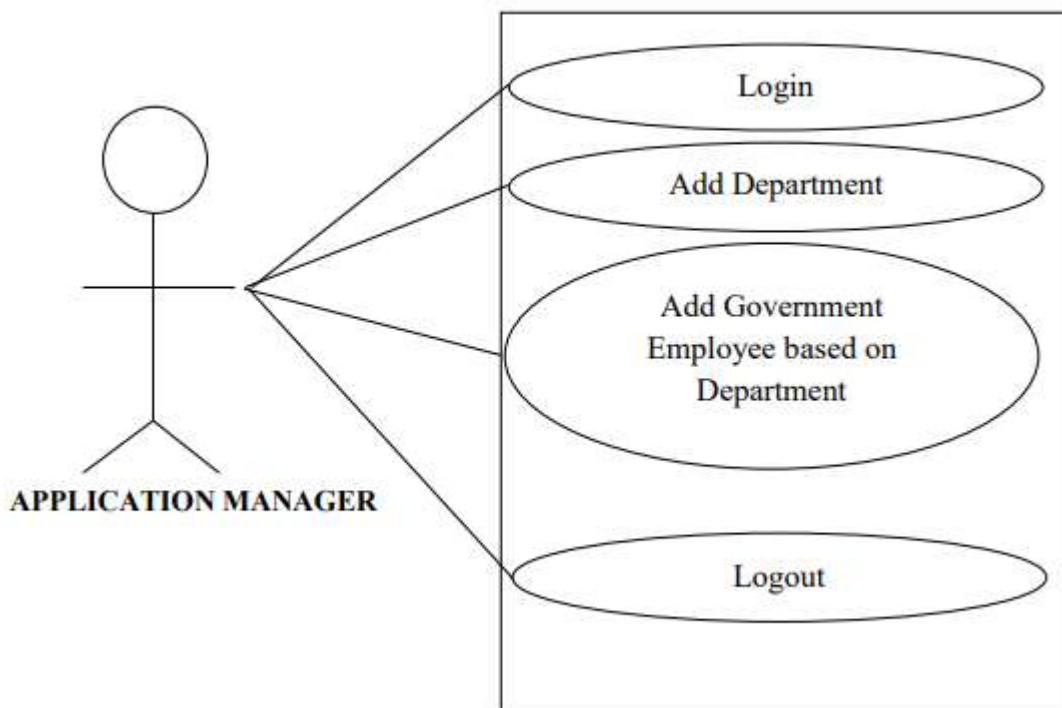 Login
Add Department
Add Government
Employee based on
Department
APPLICATION MANAGER
Logout